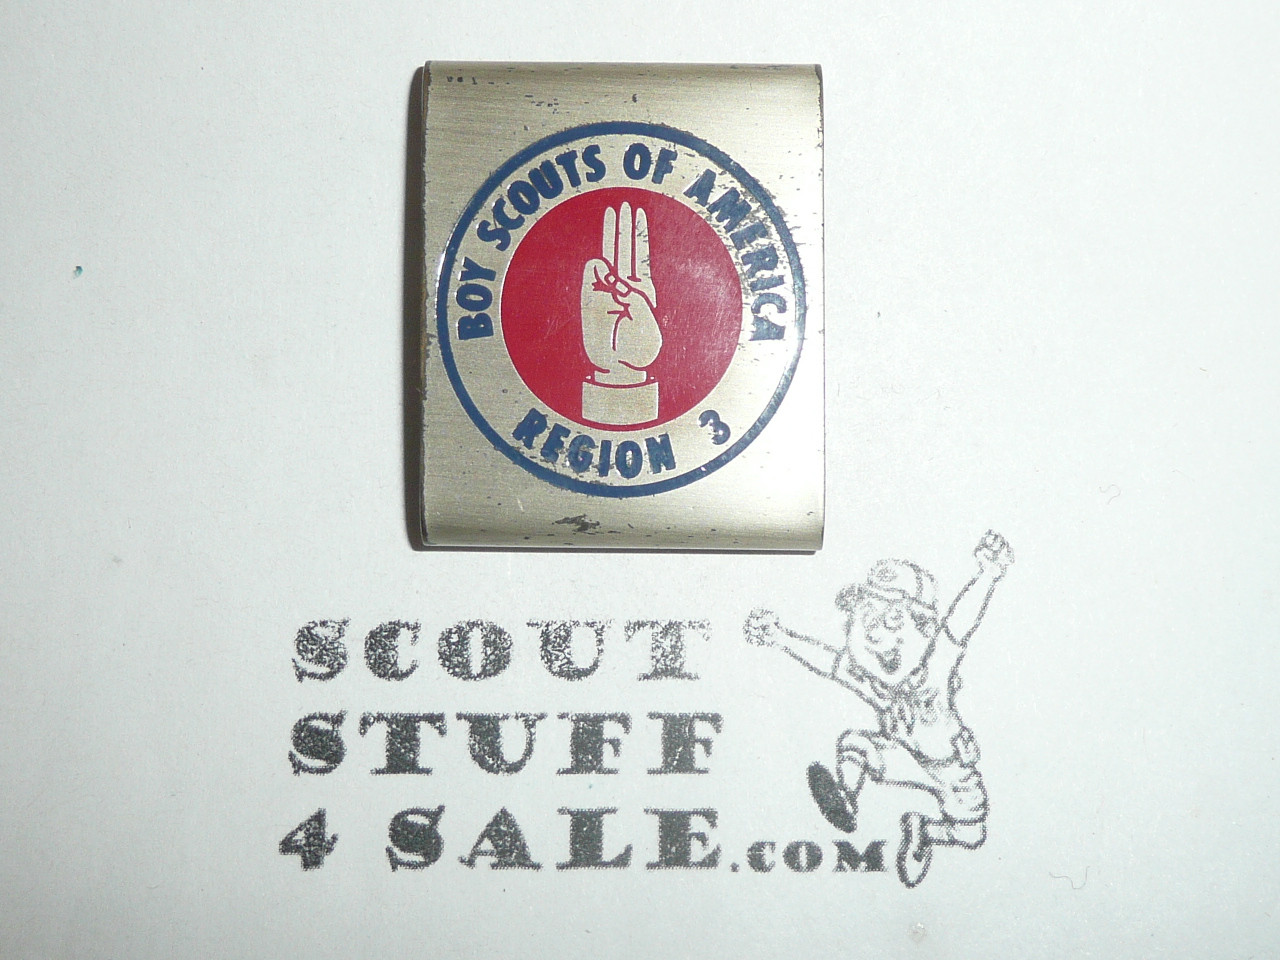 BOY SCOUTS OF AMERICA
REGION 3
SCOUT
STUFF
4 SALE.COM